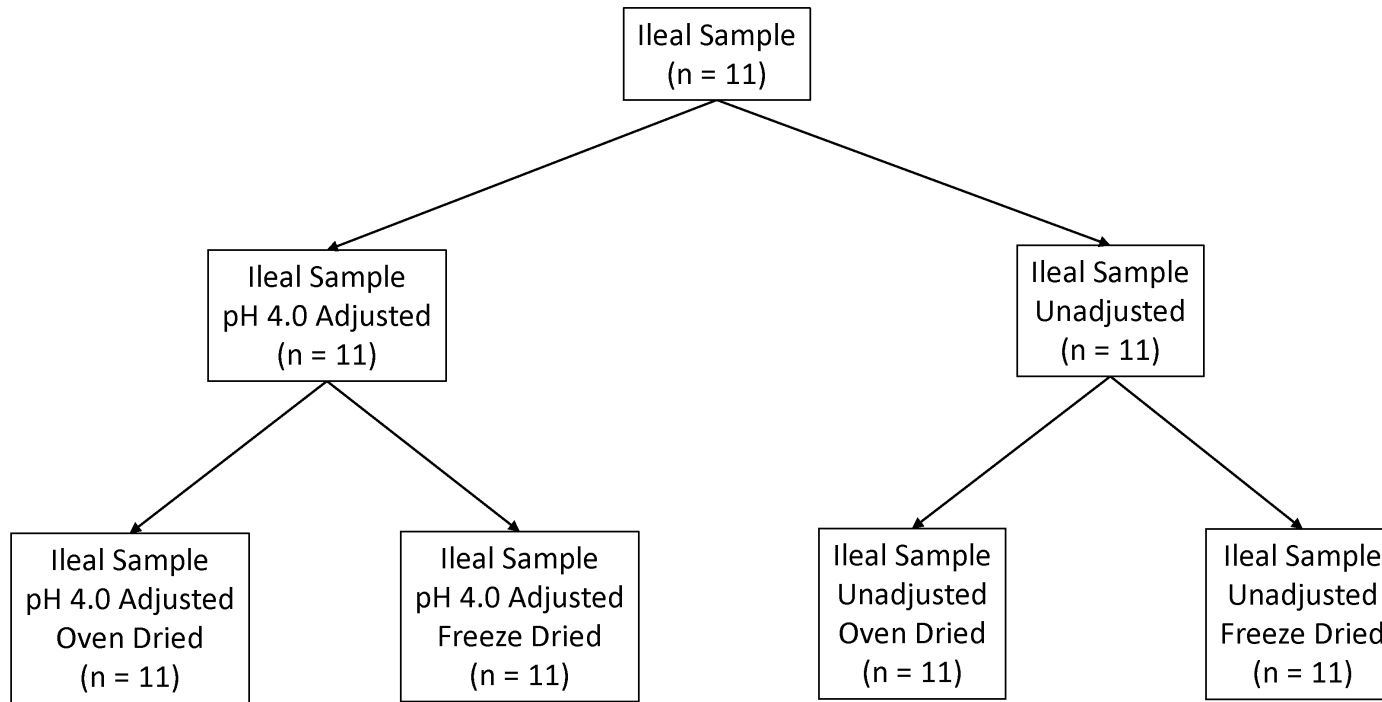 Ileal Sample
(n = 11)
Ileal Sample
pH 4.0 Adjusted
(n = 11)
Ileal Sample
Unadjusted
(n = 11)
Ileal Sample
pH 4.0 Adjusted
Oven Dried
(n = 11)
Ileal Sample
pH 4.0 Adjusted
Freeze Dried
(n = 11)
Ileal Sample
Unadjusted
Oven Dried
(n = 11)
Ileal Sample
Unadjusted
Freeze Dried
(n = 11)